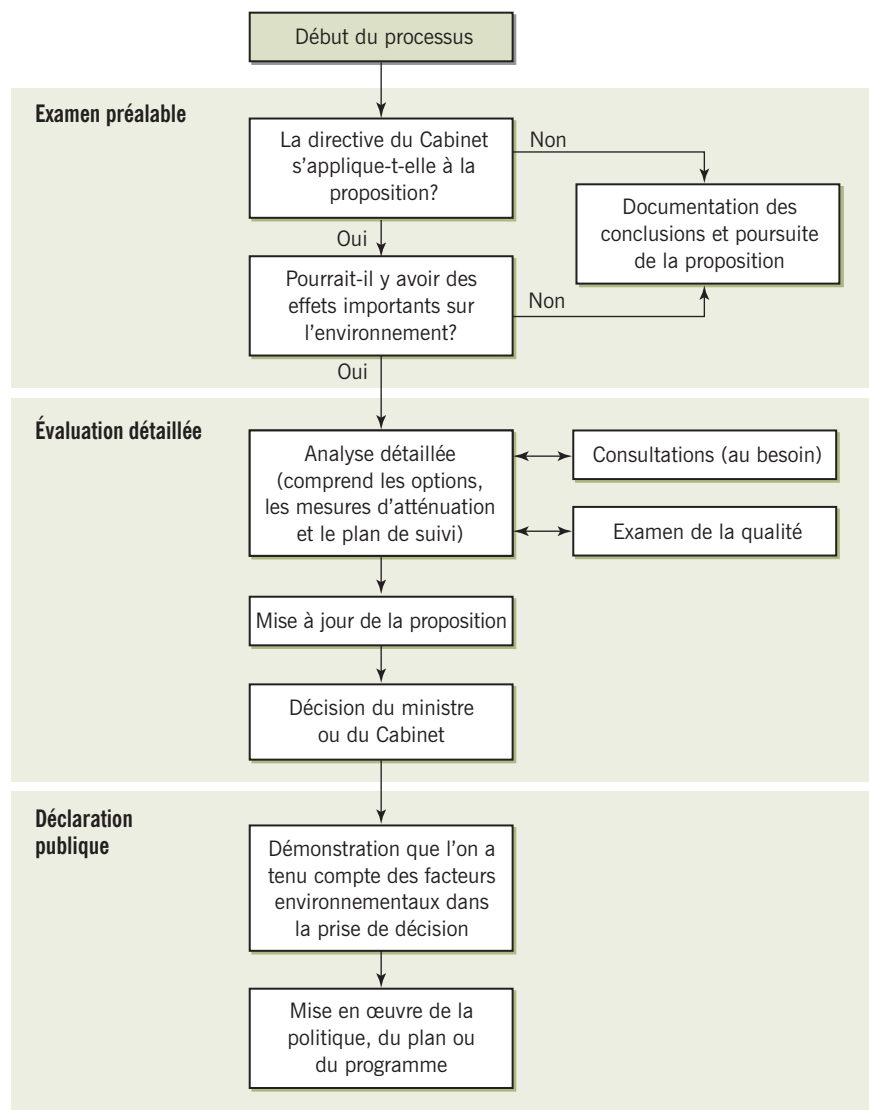 Début du processus
Examen préalable
La directive du Cabinet
s'applique-t-elle à la
proposition?
Non
Documentation des
conclusions et poursuite
de la proposition
Oui
Pourrait-il y avoir des
effets importants sur
l'environnement?
Non
Oui
Évaluation détaillée
Analyse détaillée
(comprend les options,
les mesures d'atténuation
et le plan de suivi)
Consultations (au besoin)
Examen de la qualité
Mise à jour de la proposition
Décision du ministre
ou du Cabinet
Déclaration
publique
Démonstration que l'on a
tenu compte des facteurs
environnementaux dans
la prise de décision
Mise en œuvre de la
politique, du plan ou
du programme